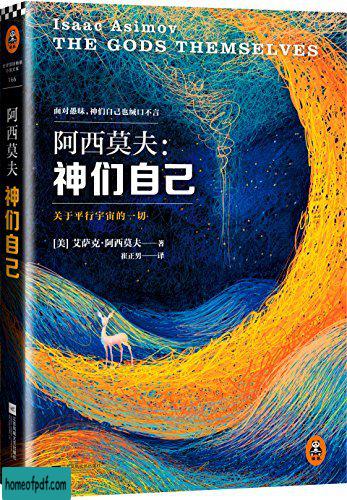 Isaac Asimov
THE GODS THEMSELVES
面对愚昧，神们自己也缄口不言
阿西莫夫：
神们自己
关于平行宇宙的一切
[美] 艾萨克·阿西莫夫——著
崔正男——译
166
阿西莫夫
神们自己
homeofpdf.com